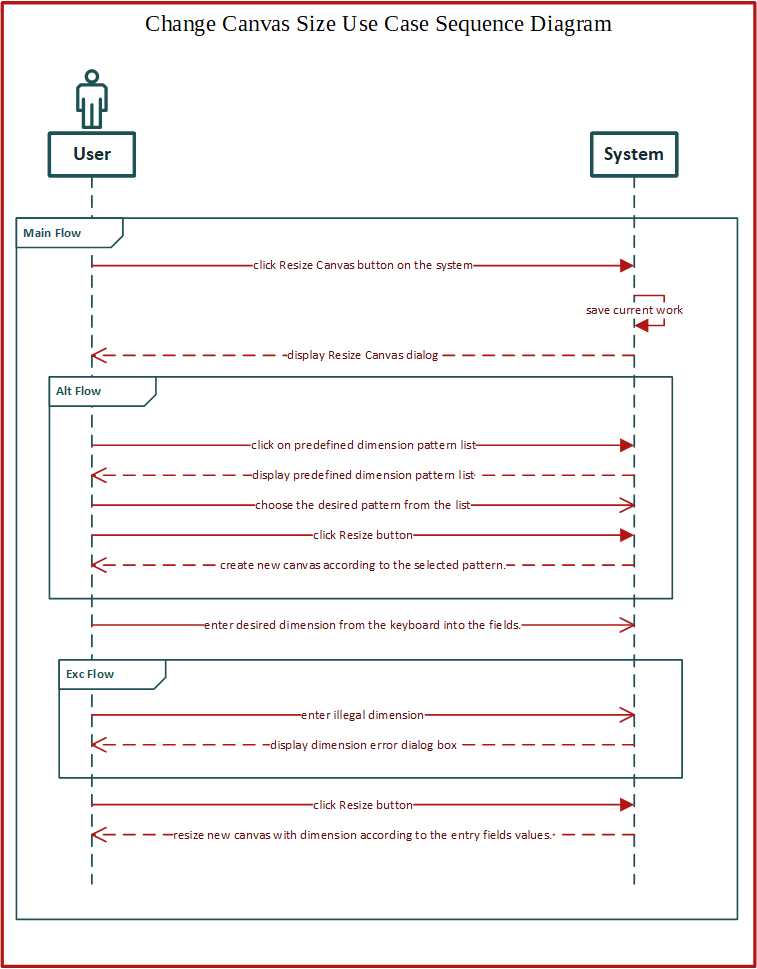 Change Canvas Size Use Case Sequence Diagram
User
System
Main Flow
click Resize Canvas button on the system
save current work
display Resize Canvas dialog
Alt Flow
click on predefined dimension pattern list
display predefined dimension pattern list
choose the desired pattern from the list
click Resize button
create new canvas according to the selected pattern.
enter desired dimension from the keyboard into the fields.
Exc Flow
enter illegal dimension
display dimension error dialog box
click Resize button
resize new canvas with dimension according to the entry fields values.